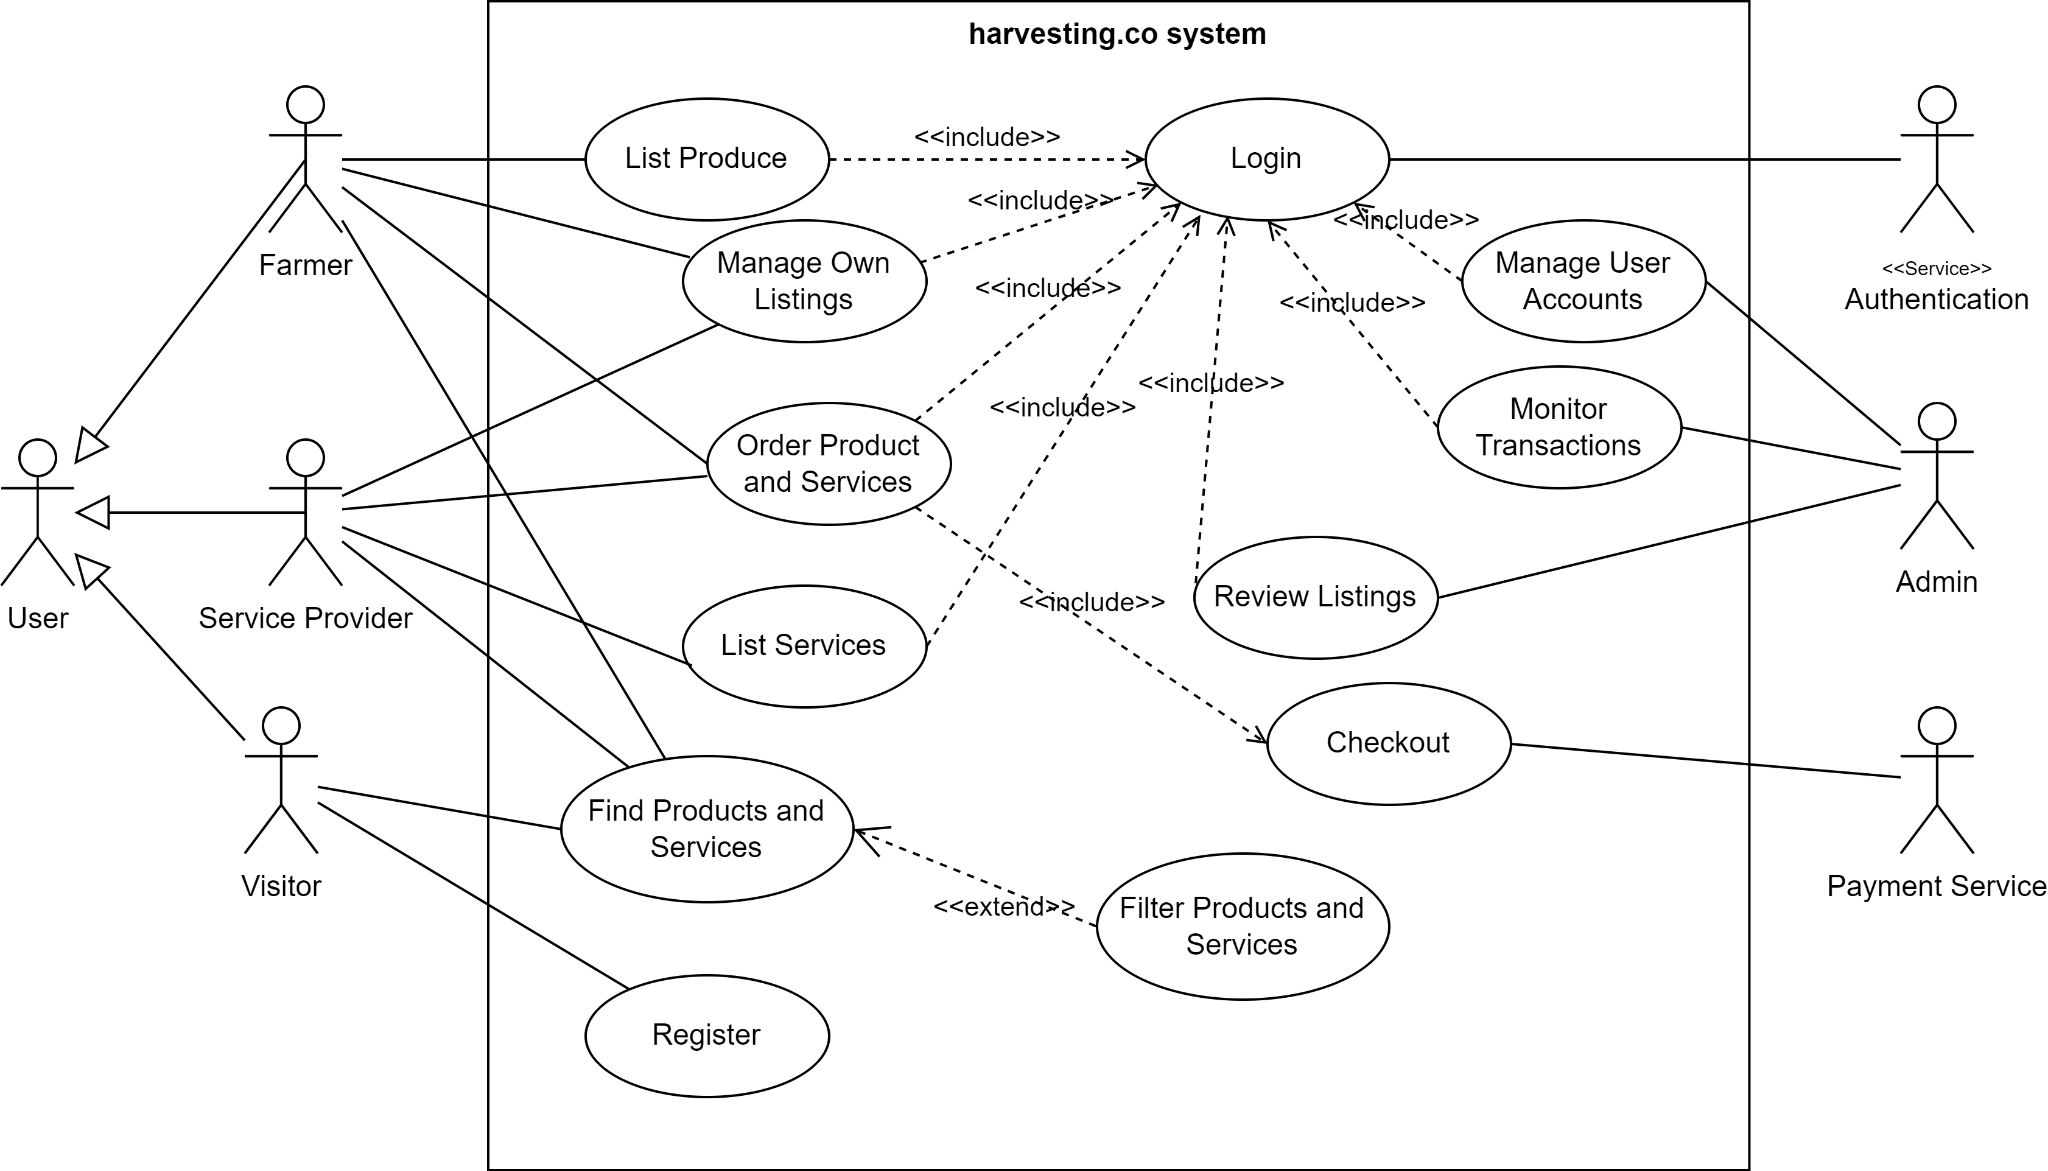 harvesting.co system
List Produce
<<include>>
Login
<<include>>
<<include>>
Manage Own
Listings
Manage User
Accounts
<<Service>>
Authentication
Farmer
<<include>>
<<include>>
<<include>>
<<include>>
Monitor
Transactions
Order Product
and Services
Admin
Review Listings
<<include>>
User
Service Provider
List Services
Checkout
Find Products and
Services
Visitor
Payment Service
<<extend>>
Filter Products and
Services
Register